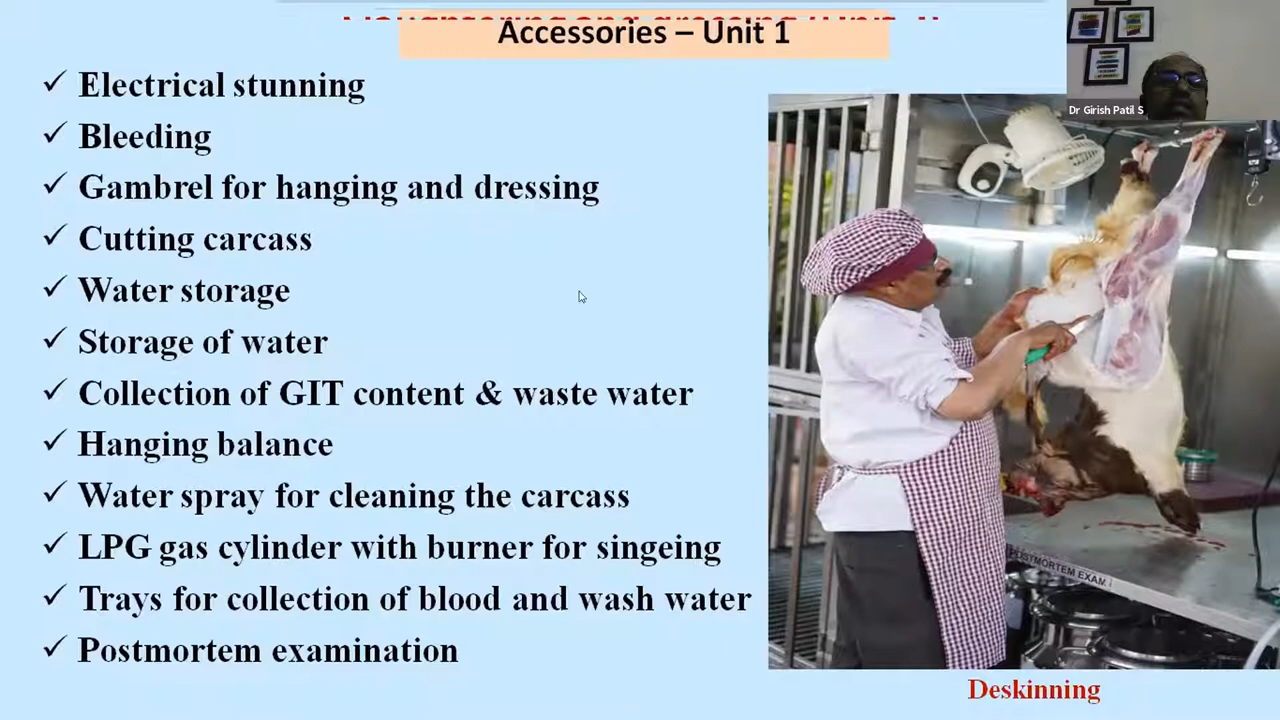 Accessories – Unit 1
✓ Electrical stunning
✓ Bleeding
✓ Gambrel for hanging and dressing
✓ Cutting carcass
✓ Water storage
✓ Storage of water
✓ Collection of GIT content & waste water
✓ Hanging balance
✓ Water spray for cleaning the carcass
✓ LPG gas cylinder with burner for singeing
✓ Trays for collection of blood and wash water
✓ Postmortem examination
Dr Girish Patil S
POSTMORTEM EXAM
Deskinning